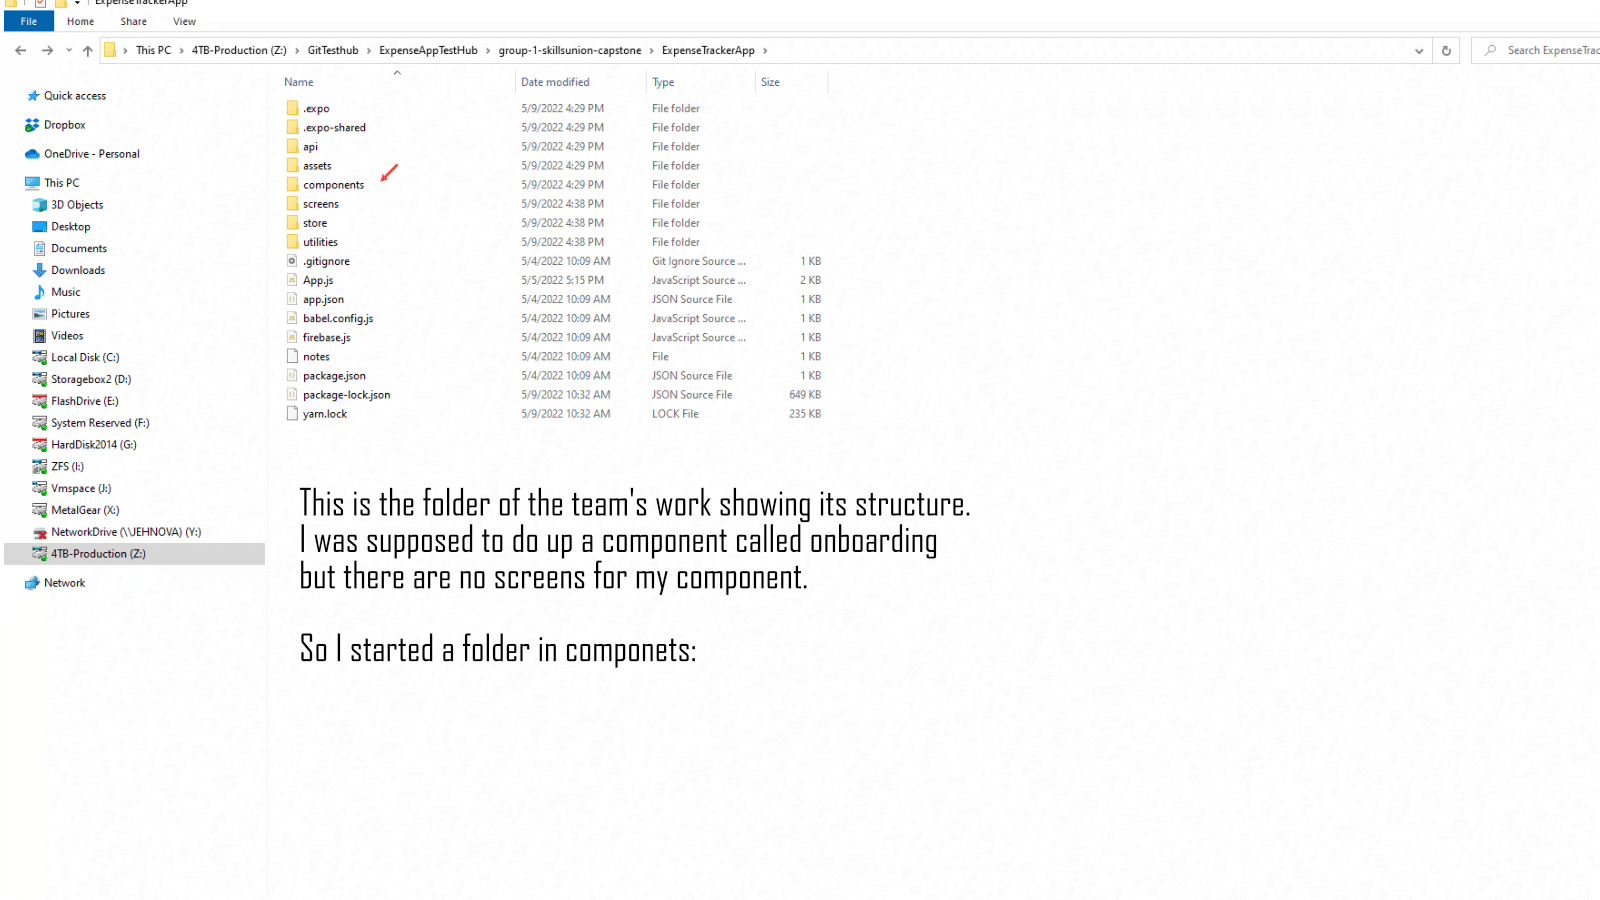 ExpenseTrackerApp
File Home Share View
This PC > 4TB-Production (Z:) > GitTesthub > ExpenseAppTestHub > group-1-skillsunion-capstone > ExpenseTrackerApp >
Search ExpenseTrac
Name Date modified Type Size
Quick access
Dropbox
OneDrive - Personal
This PC
3D Objects
Desktop
Documents
Downloads
Music
Pictures
Videos
Local Disk (C:)
Storagebox2 (D:)
FlashDrive (E:)
System Reserved (F:)
HardDisk2014 (G:)
ZFS (I:)
Vmspace (J:)
MetalGear (X:)
NetworkDrive (\\JEHNOVA) (Y:)
4TB-Production (Z:)
Network
.expo 5/9/2022 4:29 PM File folder
.expo-shared 5/9/2022 4:29 PM File folder
api 5/9/2022 4:29 PM File folder
assets 5/9/2022 4:29 PM File folder
components 5/9/2022 4:29 PM File folder
screens 5/9/2022 4:38 PM File folder
store 5/9/2022 4:38 PM File folder
utilities 5/9/2022 4:38 PM File folder
.gitignore 5/4/2022 10:09 AM Git Ignore Source ... 1 KB
App.js 5/5/2022 5:15 PM JavaScript Source ... 2 KB
app.json 5/4/2022 10:09 AM JSON Source File 1 KB
babel.config.js 5/4/2022 10:09 AM JavaScript Source ... 1 KB
firebase.js 5/4/2022 10:09 AM JavaScript Source ... 1 KB
notes 5/4/2022 10:09 AM File 1 KB
package.json 5/4/2022 10:09 AM JSON Source File 1 KB
package-lock.json 5/9/2022 10:32 AM JSON Source File 649 KB
yarn.lock 5/9/2022 10:32 AM LOCK File 235 KB
This is the folder of the team's work showing its structure.
I was supposed to do up a component called onboarding
but there are no screens for my component.
So I started a folder in componets: